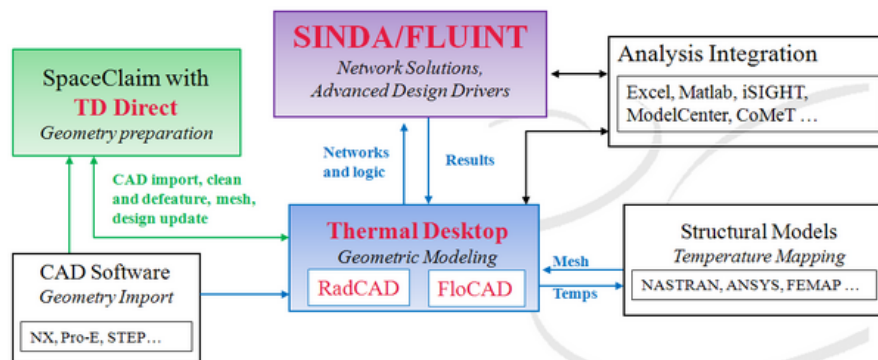 SpaceClaim with
TD Direct
Geometry preparation
SINDA/FLUINT
Network Solutions,
Advanced Design Drivers
Analysis Integration
Excel, Matlab, iSIGHT,
ModelCenter, CoMeT ...
Networks
and logic
Results
CAD import, clean
and defeature, mesh,
design update
Thermal Desktop
Geometric Modeling
RadCAD
FloCAD
CAD Software
Geometry Import
NX, Pro-E, STEP...
Mesh
Temps
Structural Models
Temperature Mapping
NASTRAN, ANSYS, FEMAP ...